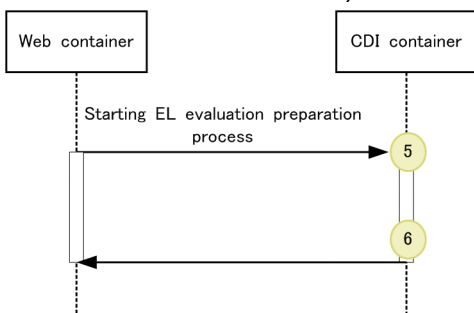 Web container
CDI container
Starting EL evaluation preparation
process
5
6